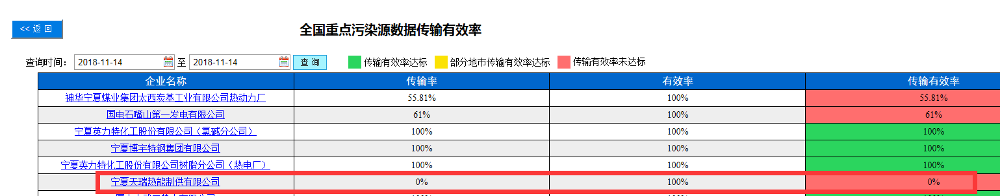 << 返 回
全国重点污染源数据传输有效率
查询时间： 2018-11-14 至 2018-11-14 查 询 传输有效率达标 部分地市传输有效率达标 传输有效率未达标
企业名称 传输率 有效率 传输有效率
神华宁夏煤业集团太西炭基工业有限公司热动力厂 55.81% 100% 55.81%
国电石嘴山第一发电有限公司 61% 100% 61%
宁夏英力特化工股份有限公司（氯碱分公司） 100% 100% 100%
宁夏博宇特钢集团有限公司 100% 100% 100%
宁夏英力特化工股份有限公司树脂分公司（热电厂） 100% 100% 100%
宁夏天瑞热能制供有限公司 0% 100% 0%